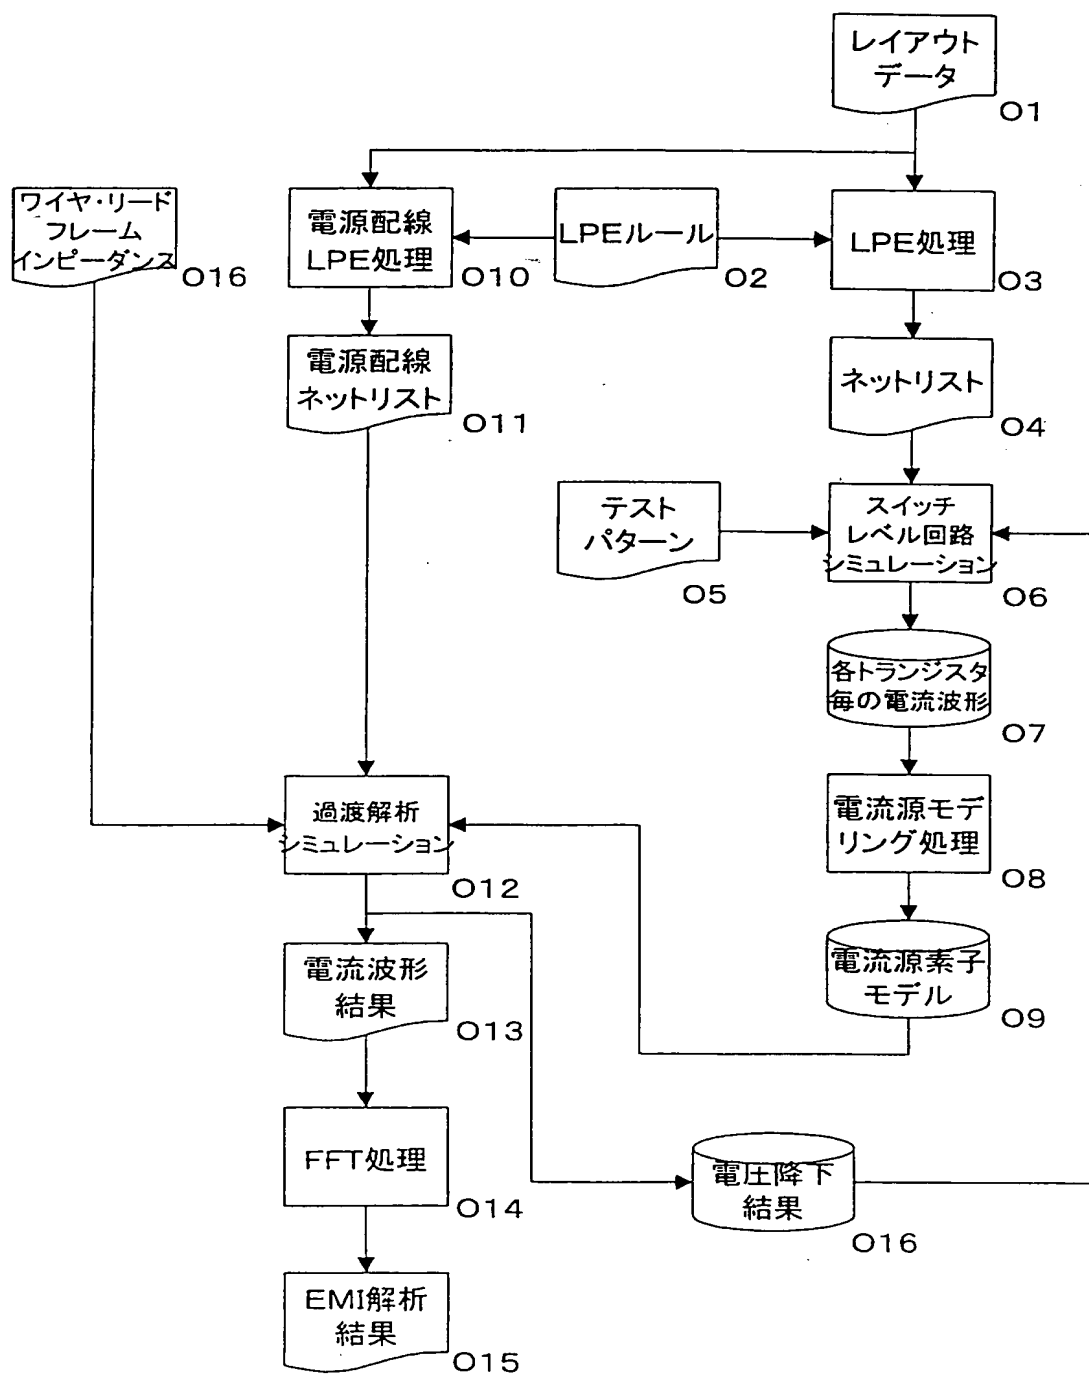 レイアウト
データ
O1
ワイヤ・リード
フレーム
インピーダンス
O16
電源配線
LPE処理
O10
LPEルール
O2
LPE処理
O3
電源配線
ネットリスト
O11
ネットリスト
O4
テスト
パターン
O5
スイッチ
レベル回路
シミュレーション
O6
各トランジスタ
毎の電流波形
O7
過渡解析
シミュレーション
O12
電流源モデ
リング処理
O8
電流波形
結果
O13
電流源素子
モデル
O9
FFT処理
O14
電圧降下
結果
O16
EMI解析
結果
O15